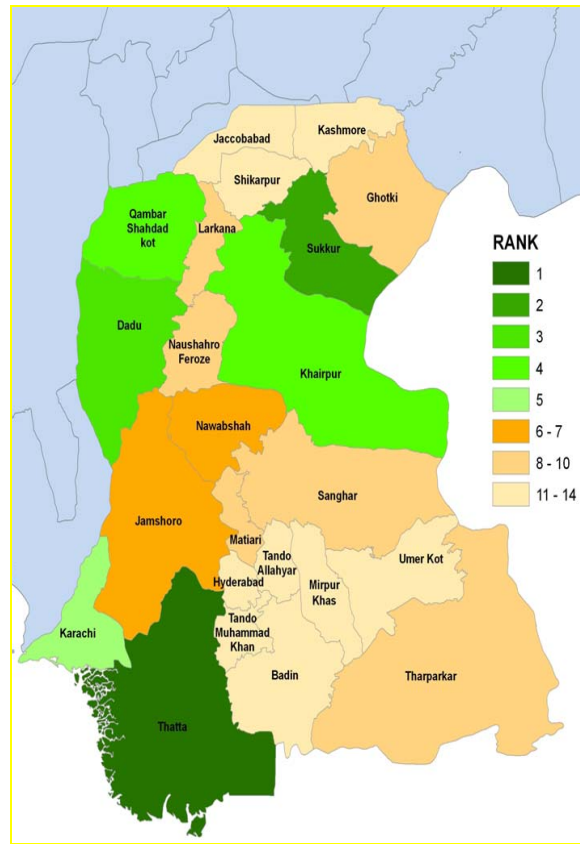 Jaccobabad
Kashmore
Shikarpur
Ghotki
Qambar
Shahdad
kot
Larkana
Sukkur
RANK
1
2
3
4
5
6 - 7
8 - 10
11 - 14
Dadu
Naushahro
Feroze
Khairpur
Nawabshah
Sanghar
Jamshoro
Matiari
Tando
Allahyar
Umer Kot
Hyderabad
Mirpur
Khas
Karachi
Tando
Muhammad
Khan
Badin
Tharparkar
Thatta